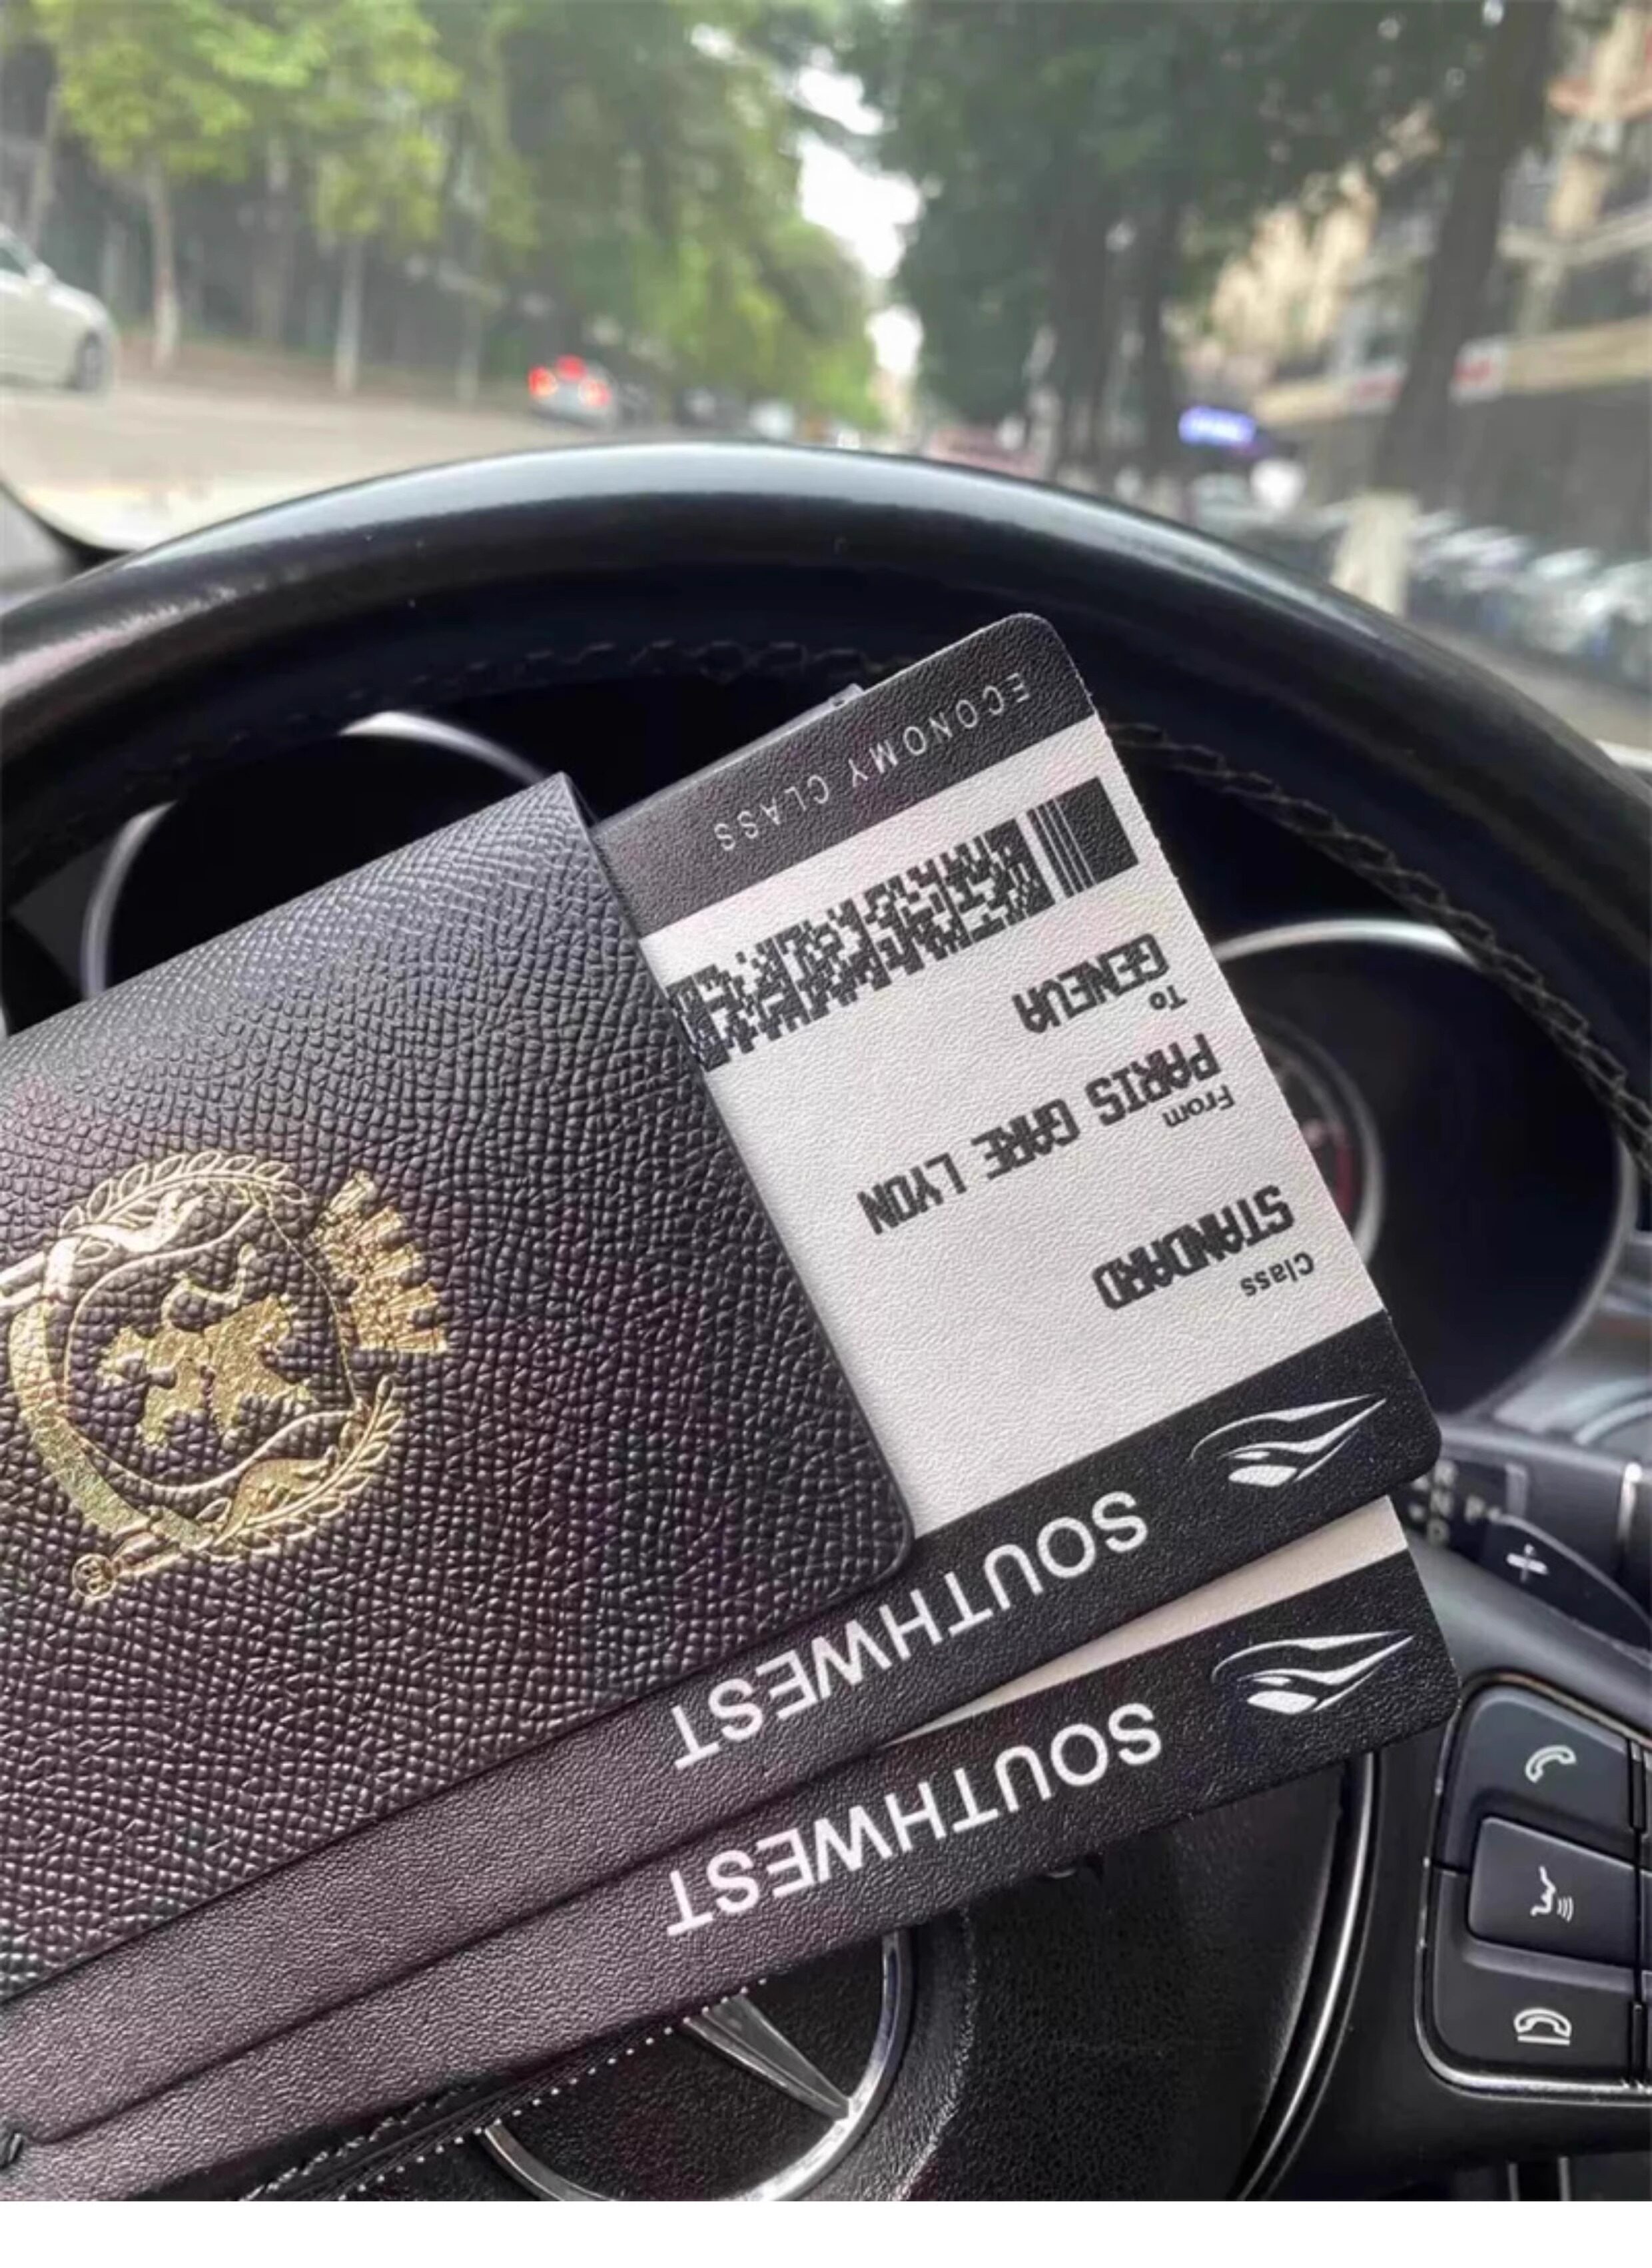 SOUTHWEST
Class
STANDARD
From
PARIS GARE LYON
To
GENEVA
ECONOMY CLASS
SOUTHWEST